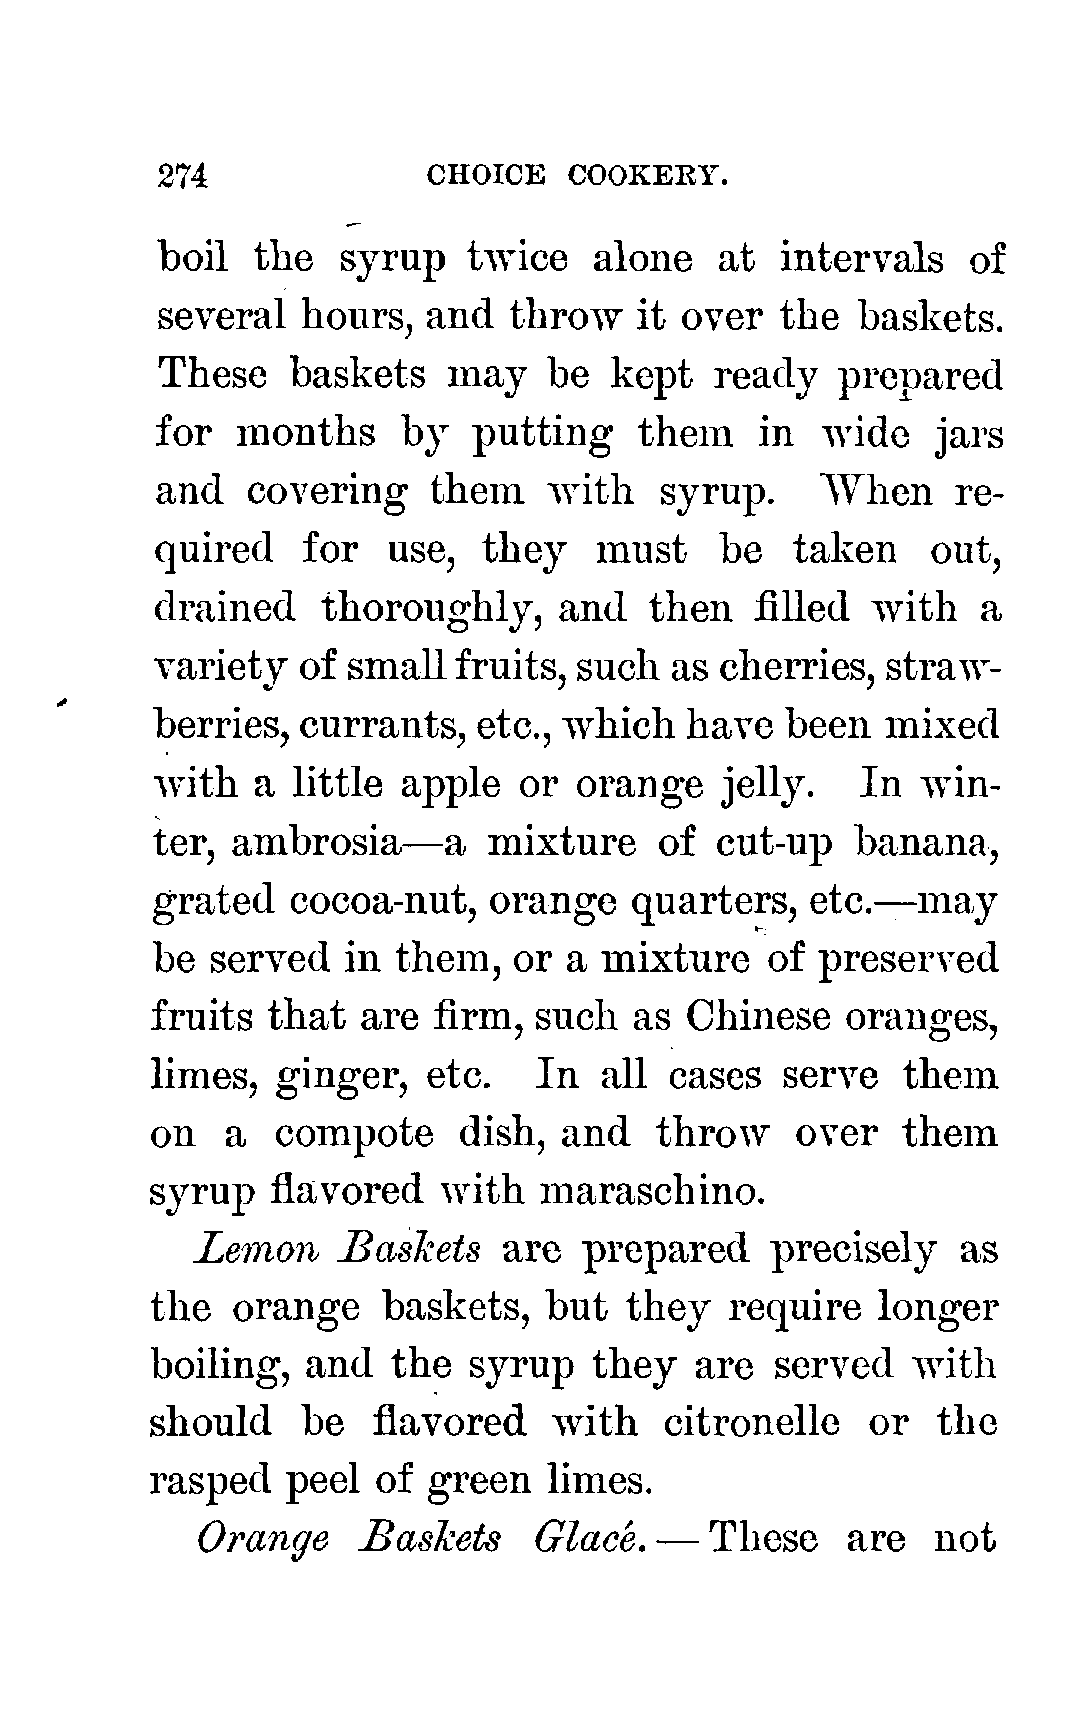 274 CHOICE COOKERY.
boil the syrup twice alone at intervals of
several hours, and throw it over the baskets.
These baskets may be kept ready prepared
for months by putting them in wide jars
and covering them with syrup. When re-
quired for use, they must be taken out,
drained thoroughly, and then filled with a
variety of small fruits, such as cherries, straw-
berries, currants, etc., which have been mixed
with a little apple or orange jelly. In win-
ter, ambrosia—a mixture of cut-up banana,
grated cocoa-nut, orange quarters, etc.—may
be served in them, or a mixture of preserved
fruits that are firm, such as Chinese oranges,
limes, ginger, etc. In all cases serve them
on a compote dish, and throw over them
syrup flavored with maraschino.
Lemon Baskets are prepared precisely as
the orange baskets, but they require longer
boiling, and the syrup they are served with
should be flavored with citronelle or the
rasped peel of green limes.
Orange Baskets Glacé.—These are not